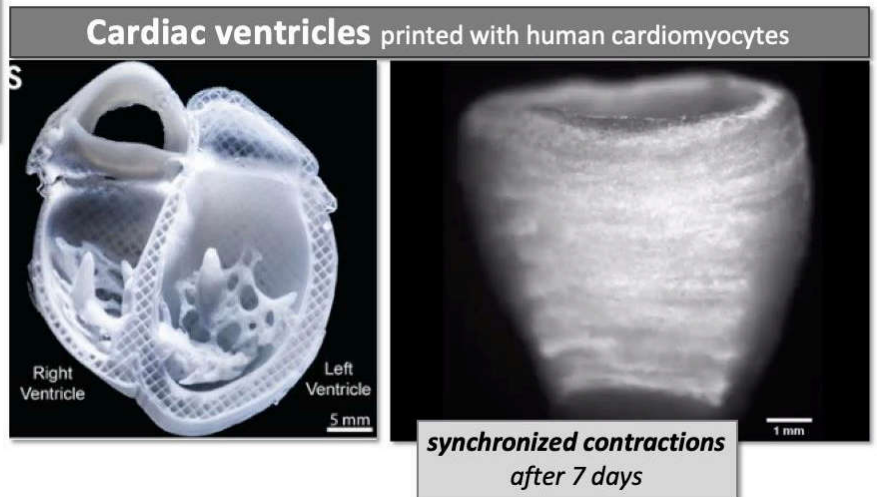 Cardiac ventricles printed with human cardiomyocytes
S
Right
Ventricle
Left
Ventricle
5 mm
1 mm
synchronized contractions
after 7 days